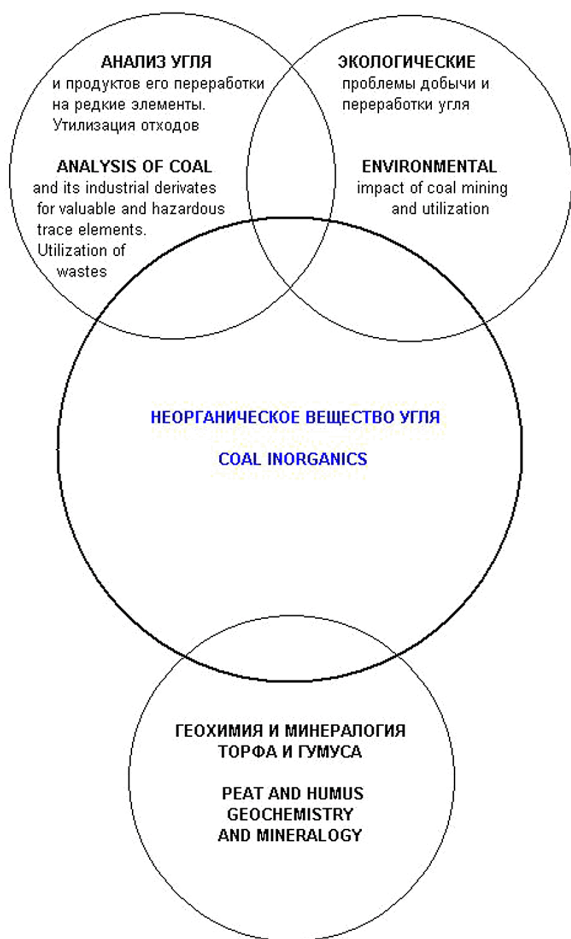 АНАЛИЗ УГЛЯ
и продуктов его переработки
на редкие элементы.
Утилизация отходов
ANALYSIS OF COAL
and its industrial derivates
for valuable and hazardous
trace elements.
Utilization of
wastes
ЭКОЛОГИЧЕСКИЕ
проблемы добычи и
переработки угля
ENVIRONMENTAL
impact of coal mining
and utilization
НЕОРГАНИЧЕСКОЕ ВЕЩЕСТВО УГЛЯ
COAL INORGANICS
ГЕОХИМИЯ И МИНЕРАЛОГИЯ
ТОРФА И ГУМУСА
PEAT AND HUMUS
GEOCHEMISTRY
AND MINERALOGY